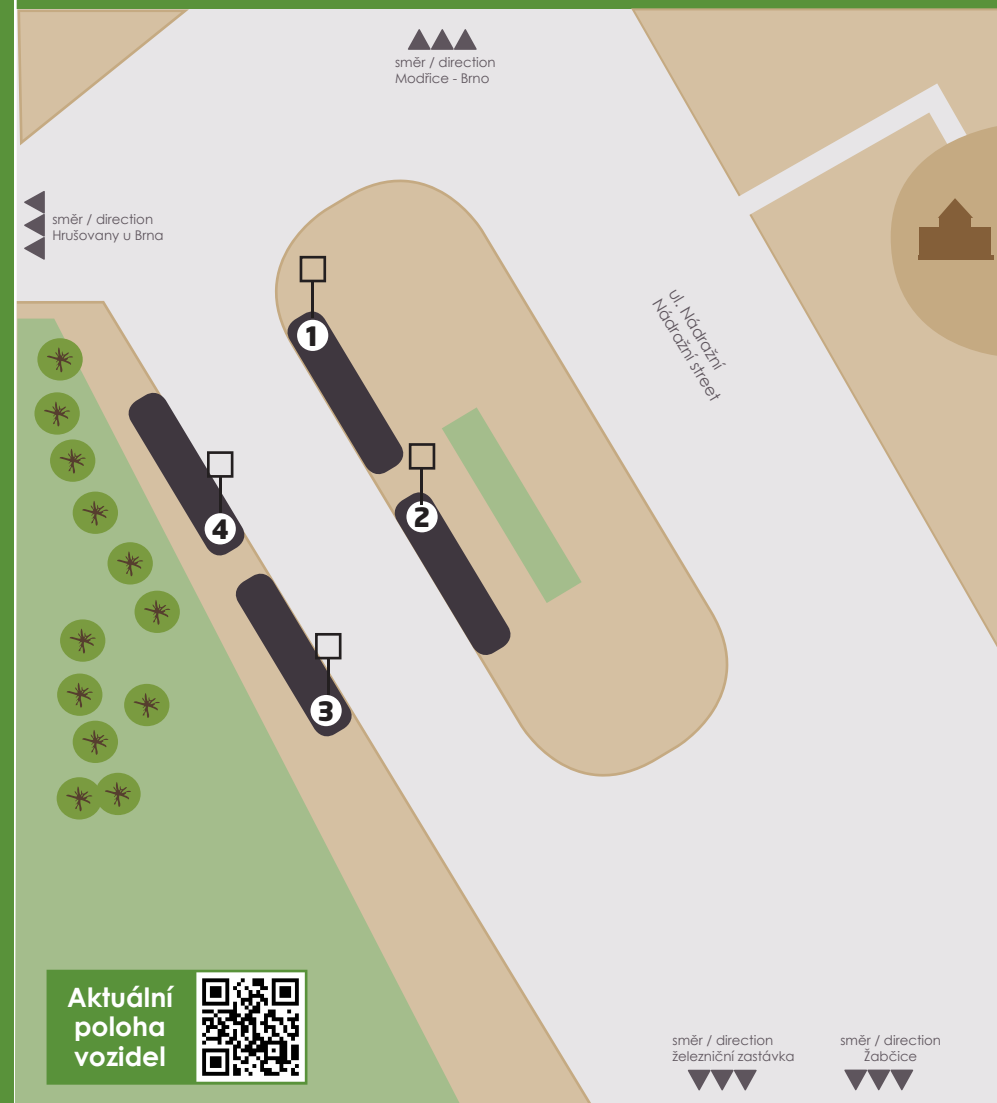 směr / direction
Modřice - Brno
směr / direction
Hrušovany u Brna
ul. Nádražní
Nádražní street
1
2
4
3
Aktuální
poloha
vozidel
směr / direction
železniční zastávka
směr / direction
Žabčice